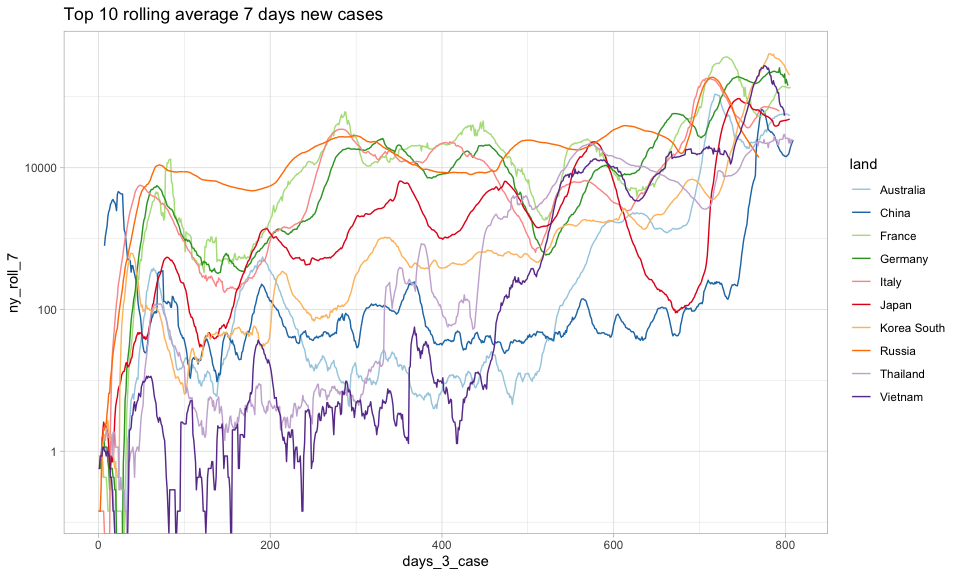 Top 10 rolling average 7 days new cases
ny_roll_7
10000
100
1
0
200
400
600
800
days_3_case
land
Australia
China
France
Germany
Italy
Japan
Korea South
Russia
Thailand
Vietnam